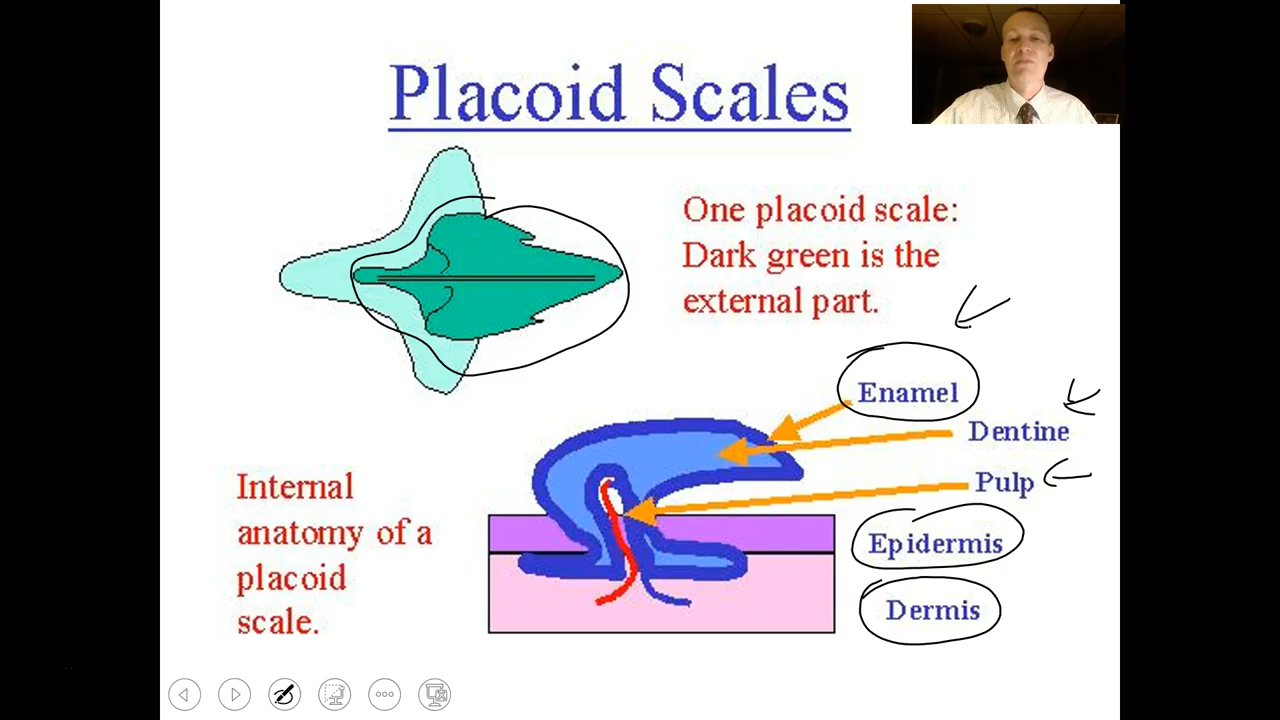 Placoid Scales
One placoid scale:
Dark green is the
external part.
Enamel
Dentine
Pulp
Epidermis
Dermis
Internal
anatomy of a
placoid
scale.